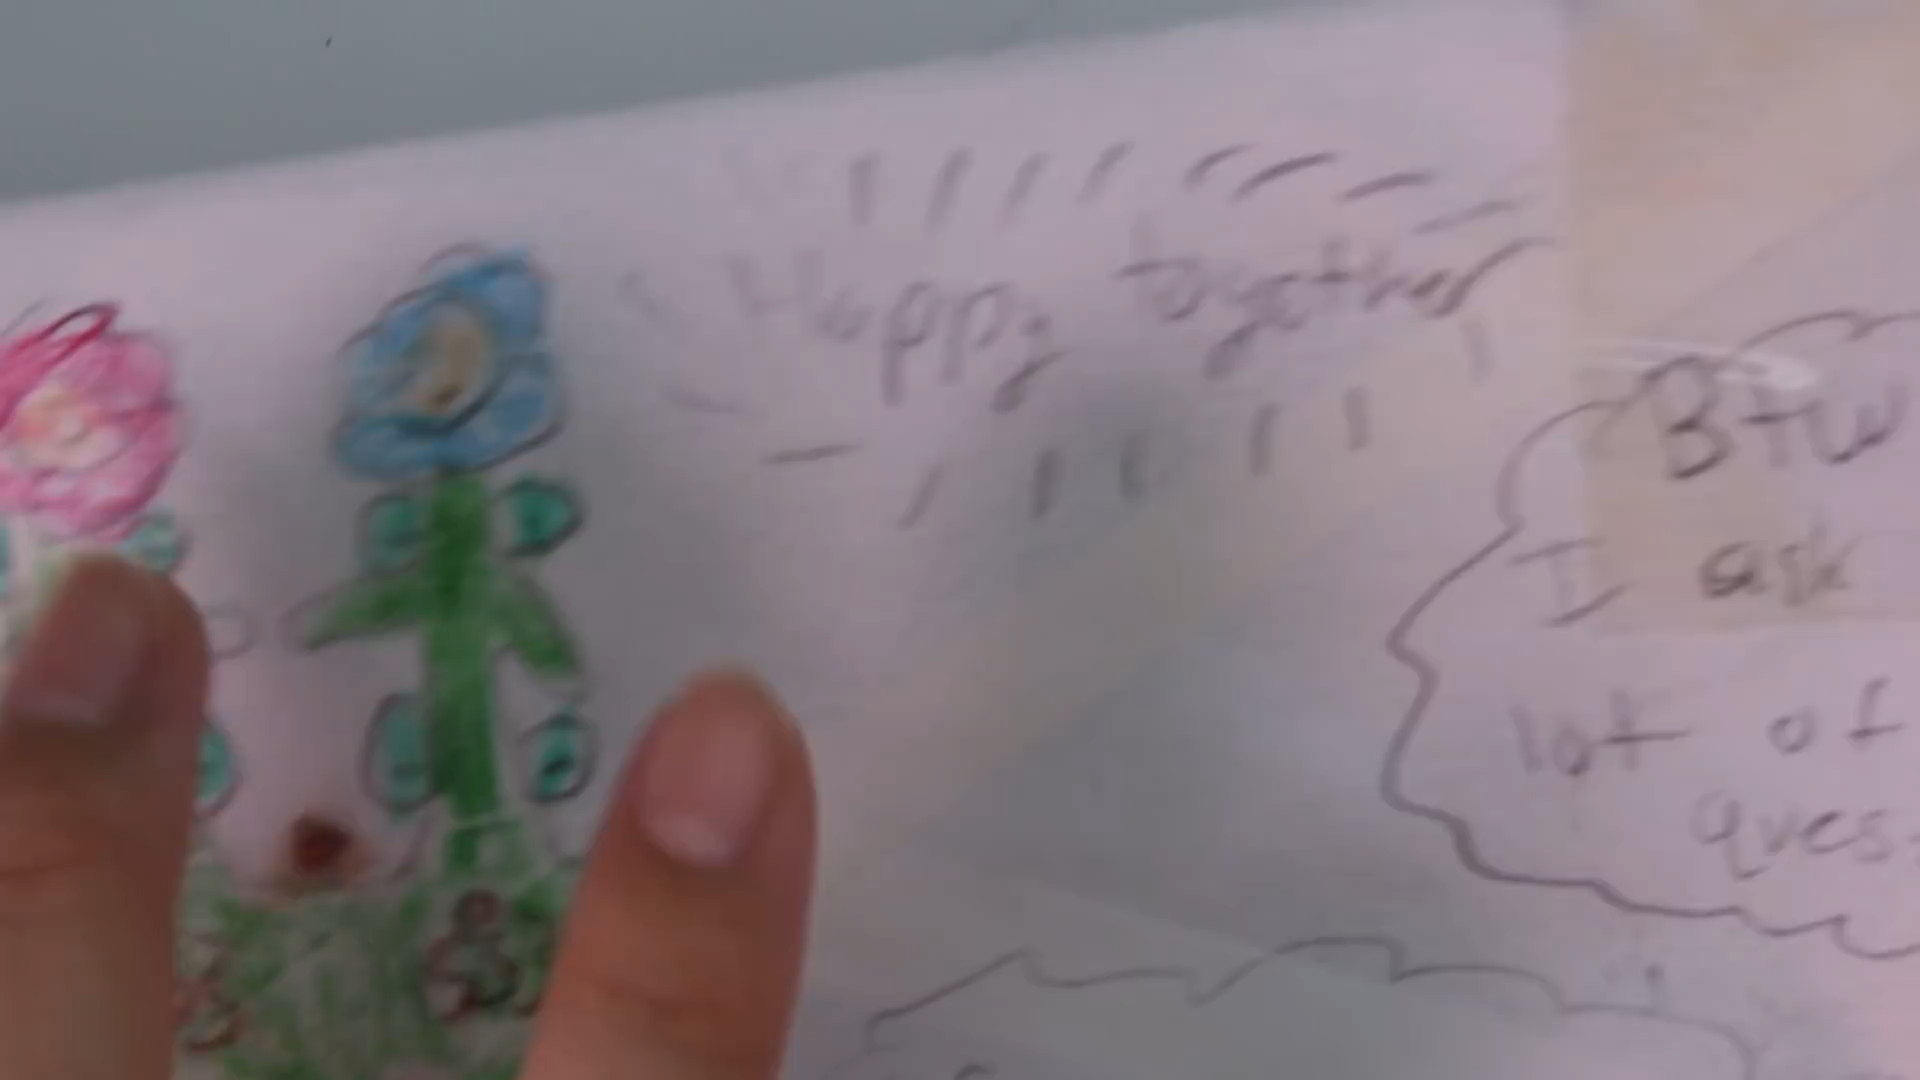 Happy together
Btw
I ask
lot of
ques